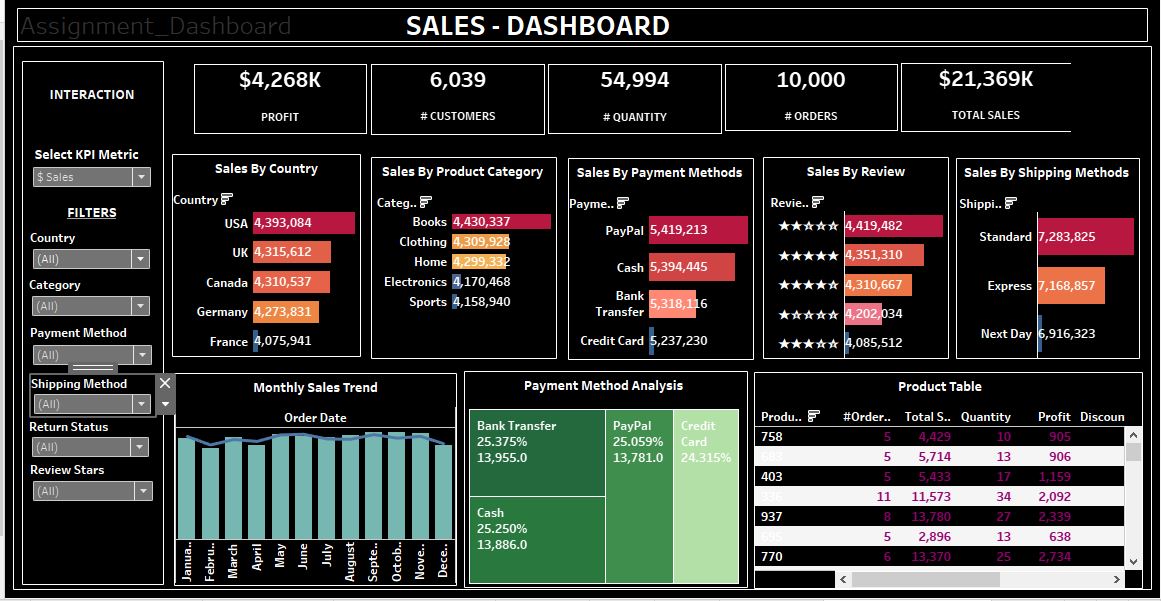 Assignment_Dashboard
SALES - DASHBOARD
INTERACTION
Select KPI Metric
$ Sales
FILTERS
Country
(All)
Category
(All)
Payment Method
(All)
Shipping Method
(All)
Return Status
(All)
Review Stars
(All)
$4,268K
PROFIT
6,039
# CUSTOMERS
54,994
# QUANTITY
10,000
# ORDERS
$21,369K
TOTAL SALES
Sales By Country
Country
USA 4,393,084
UK 4,315,612
Canada 4,310,537
Germany 4,273,831
France 4,075,941
Sales By Product Category
Categ..
Books 4,430,337
Clothing 4,309,928
Home 4,299,332
Electronics 4,170,468
Sports 4,158,940
Sales By Payment Methods
Payme..
PayPal 5,419,213
Cash 5,394,445
Bank
Transfer 5,318,116
Credit Card 5,237,230
Sales By Review
Revie..
★★☆☆☆ 4,419,482
★★★★★ 4,351,310
★★★★☆ 4,310,667
★☆☆☆☆ 4,202,034
★★★☆☆ 4,085,512
Sales By Shipping Methods
Shippi..
Standard 7,283,825
Express 7,168,857
Next Day 6,916,323
Monthly Sales Trend
Order Date
Janua..
Febru..
March
April
May
June
July
August
Septe..
Octob..
Nove..
Dece..
Payment Method Analysis
Bank Transfer
25.375%
13,955.0
Cash
25.250%
13,886.0
PayPal
25.059%
13,781.0
Credit
Card
24.315%
Product Table
Produ.. #Order.. Total S.. Quantity Profit Discoun
758 5 4,429 10 905
683 5 5,714 13 906
403 5 5,433 17 1,159
336 11 11,573 34 2,092
937 8 13,780 27 2,339
695 5 2,896 13 638
770 6 13,370 25 2,734